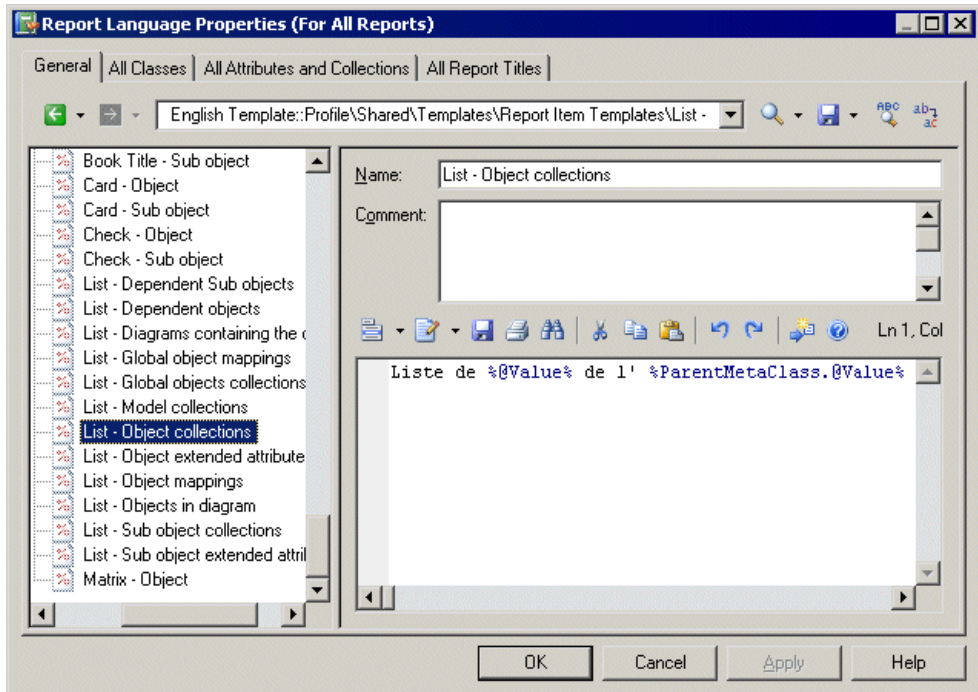 Report Language Properties (For All Reports)
General All Classes All Attributes and Collections All Report Titles
English Template::Profile\Shared\Templates\Report Item Templates\List -
Book Title - Sub object
Card - Object
Card - Sub object
Check - Object
Check - Sub object
List - Dependent Sub objects
List - Dependent objects
List - Diagrams containing the
List - Global object mappings
List - Global objects collections
List - Model collections
List - Object collections
List - Object extended attribute
List - Object mappings
List - Objects in diagram
List - Sub object collections
List - Sub object extended attri
Matrix - Object
Name: List - Object collections
Comment:
Ln 1, Col
Liste de %@Value% de l' %ParentMetaClass.@Value%
OK Cancel Apply Help